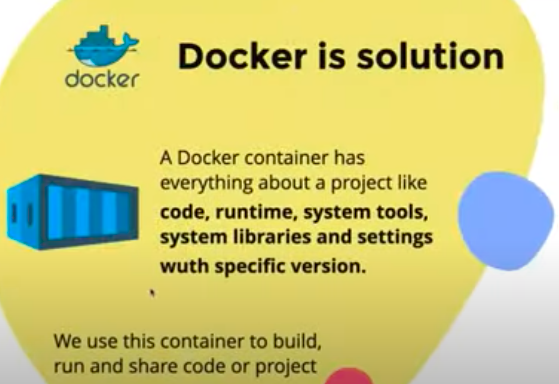 docker
Docker is solution
A Docker container has
everything about a project like
code, runtime, system tools,
system libraries and settings
wuth specific version.
We use this container to build,
run and share code or project